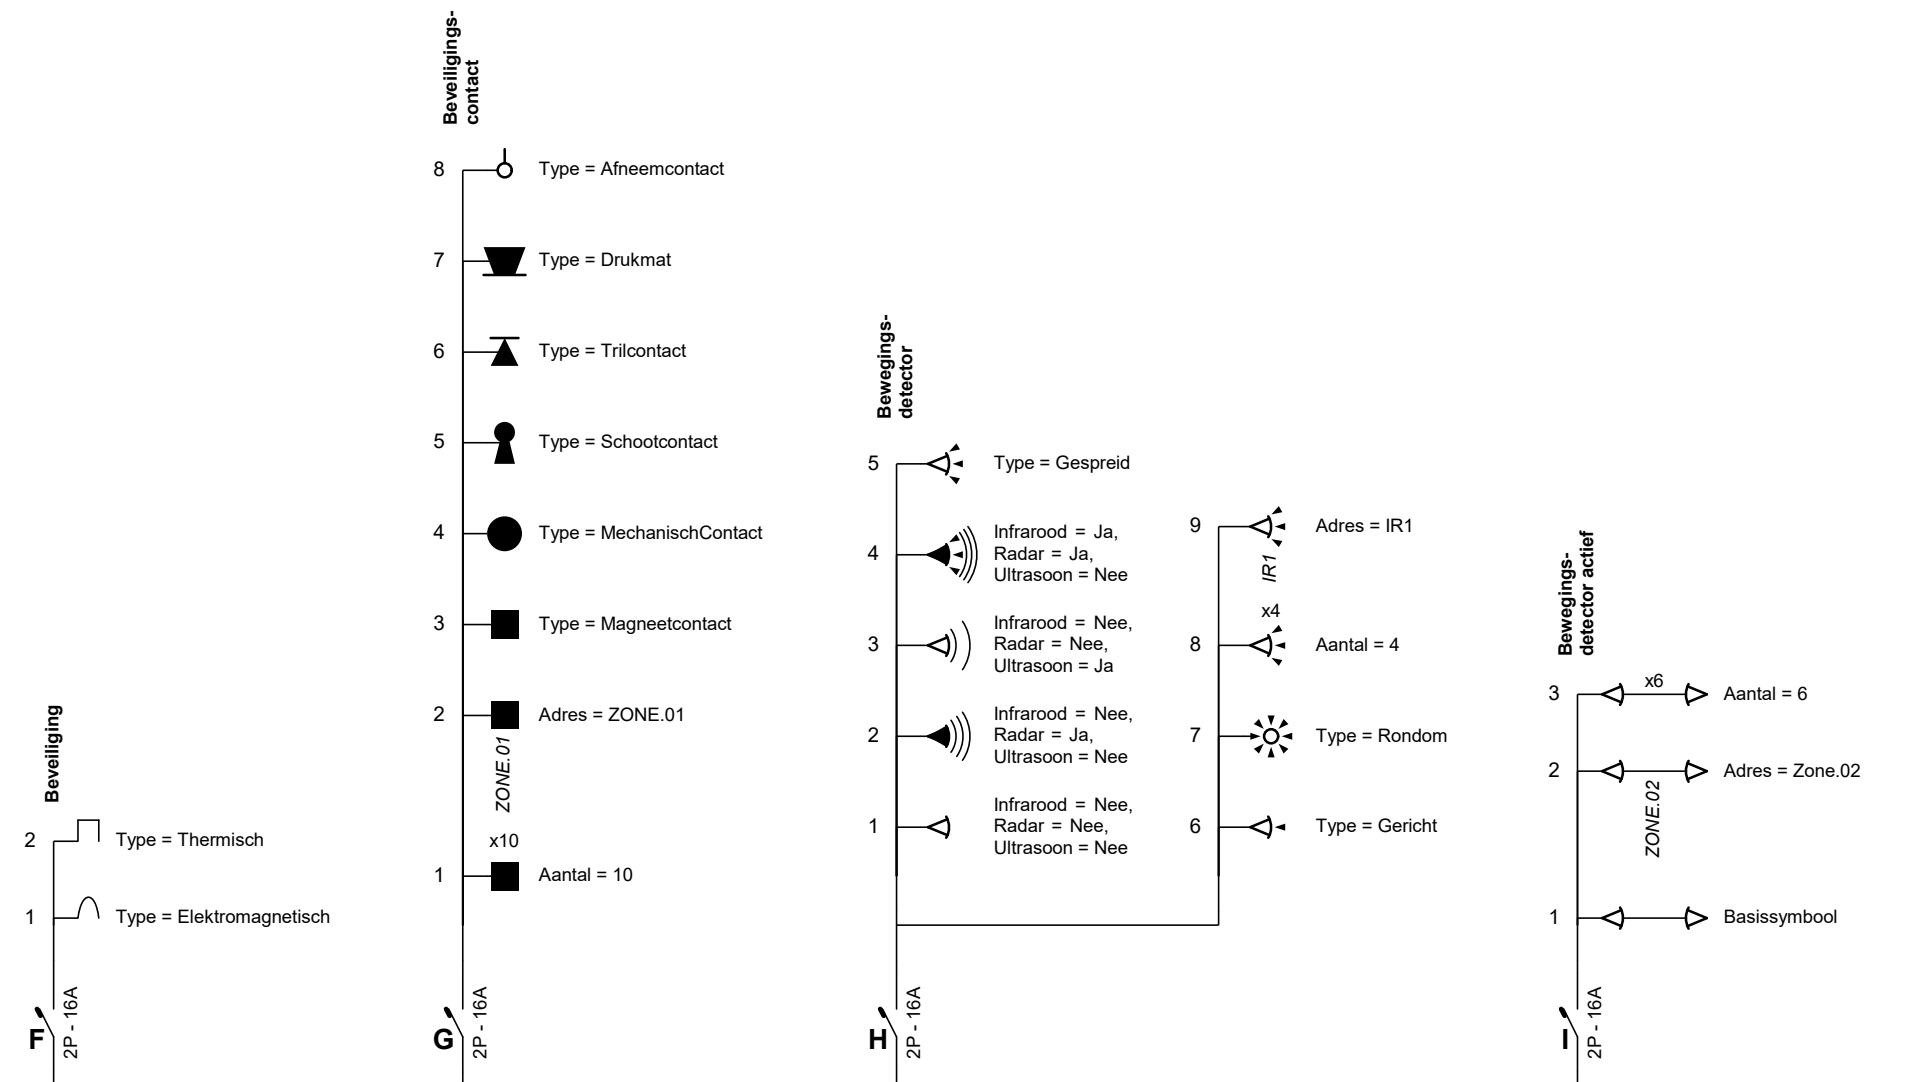 Beveiliging
2 Type = Thermisch
1 Type = Elektromagnetisch
F 2P - 16A
Beveiligings-
contact
8 Type = Afneemcontact
7 Type = Drukmat
6 Type = Trilcontact
5 Type = Schootcontact
4 Type = MechanischContact
3 Type = Magneetcontact
2 Adres = ZONE.01
ZONE.01
x10
1 Aantal = 10
G 2P - 16A
Bewegings-
detector
5 Type = Gespreid
4 Infrarood = Ja,
Radar = Ja,
Ultrasoon = Nee
3 Infrarood = Nee,
Radar = Nee,
Ultrasoon = Ja
2 Infrarood = Nee,
Radar = Ja,
Ultrasoon = Nee
1 Infrarood = Nee,
Radar = Nee,
Ultrasoon = Nee
9 Adres = IR1
IR1
x4
8 Aantal = 4
7 Type = Rondom
6 Type = Gericht
H 2P - 16A
Bewegings-
detector actief
x6
3 Aantal = 6
2 Adres = Zone.02
ZONE.02
1 Basissymbool
I 2P - 16A